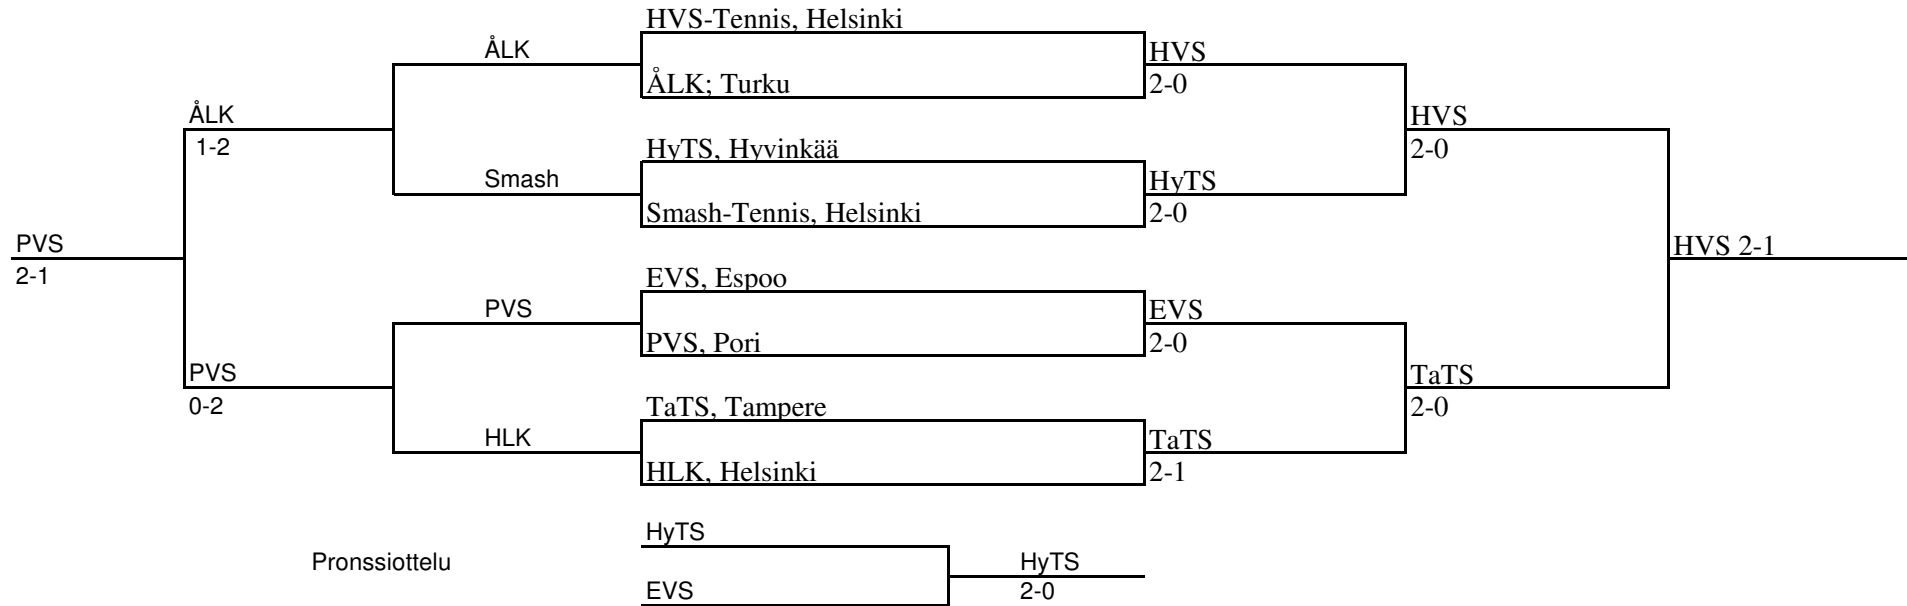 HVS-Tennis, Helsinki
ÅLK
HVS
ÅLK; Turku
2-0
ÅLK
HVS
1-2
HyTS, Hyvinkää
2-0
Smash
HyTS
Smash-Tennis, Helsinki
2-0
PVS
HVS 2-1
2-1
EVS, Espoo
PVS
EVS
PVS, Pori
2-0
PVS
TaTS
0-2
TaTS, Tampere
2-0
HLK
TaTS
HLK, Helsinki
2-1
HyTS
Pronssiottelu
HyTS
EVS
2-0